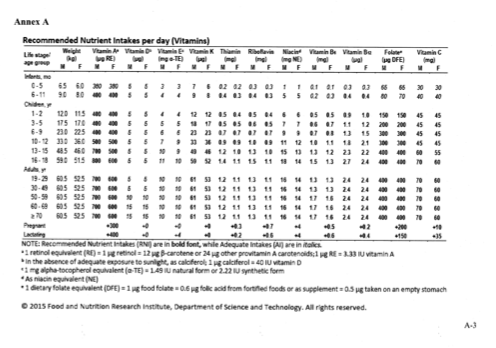 Annex A
Recommended Nutrient Intakes per day (Vitamins)
Life stage/ age group Weight (kg) Vitamin Aᵃ (µg RE) Vitamin Dᵇ (µg) Vitamin Eᶜ (mg α-TE) Vitamin K (µg) Thiamin (mg) Riboflavin (mg) Niacinᵈ (mg NE) Vitamin B₆ (mg) Vitamin B₁₂ (µg) Folateᵉ (µg DFE) Vitamin C (mg)
M F M F M F M F M F M F M F M F M F M F M F M F
Infants, mo
0-5 6.5 6.0 380 380 5 5 3 3 7 6 0.2 0.2 0.3 0.3 1 1 0.1 0.1 0.3 0.3 65 65 30 30
6-11 9.0 8.0 400 400 5 5 4 4 9 8 0.4 0.3 0.4 0.3 5 5 0.4 0.4 80 70 40 40
Children, yr
1-2 12.0 11.5 400 400 5 5 4 4 12 12 0.5 0.4 0.5 0.4 6 6 0.5 0.5 0.9 150 150 45 45
3-5 17.5 17.0 400 400 5 5 5 5 18 17 0.5 0.5 0.6 0.5 7 7 0.6 0.7 1.1 1.2 200 200 45 45
6-9 23.0 22.5 400 400 5 5 6 6 23 23 0.7 0.7 0.7 0.7 9 9 0.7 0.8 1.3 1.5 300 300 45 45
10-12 33.0 36.0 500 500 5 5 7 9 33 36 0.9 0.9 1.0 0.9 11 12 1.0 1.1 1.8 2.1 300 300 45 45
13-15 48.5 46.0 700 500 5 5 10 9 48 46 1.2 1.0 1.3 1.0 15 13 1.3 1.2 2.3 2.2 400 400 60 55
16-18 59.0 51.5 800 600 5 5 11 10 59 52 1.4 1.1 1.5 1.1 18 14 1.5 1.3 2.7 2.4 400 400 70 60
Adults, yr
19-29 60.5 52.5 700 600 5 5 10 10 61 53 1.2 1.1 1.3 1.1 16 14 1.3 1.3 2.4 2.4 400 400 70 60
30-49 60.5 52.5 700 600 5 5 10 10 61 53 1.2 1.1 1.3 1.1 16 14 1.3 1.3 2.4 2.4 400 400 70 60
50-59 60.5 52.5 700 600 10 10 10 10 61 53 1.2 1.1 1.3 1.1 16 14 1.7 1.6 2.4 2.4 400 400 70 60
60-69 60.5 52.5 700 600 15 15 10 10 61 53 1.2 1.1 1.3 1.1 16 14 1.7 1.6 2.4 2.4 400 400 70 60
≥ 70 60.5 52.5 700 600 15 15 10 10 61 53 1.2 1.1 1.3 1.1 16 14 1.7 1.6 2.4 2.4 400 400 70 60
Pregnant +300 +0 +0 +0 +0.3 +0.7 +4 +0.5 +0.2 +200 +10
Lactating +400 +0 +4 +0 +0.2 +0.6 +4 +0.6 +0.4 +150 +35
NOTE: Recommended Nutrient Intakes (RNI) are in bold font, while Adequate Intakes (AI) are in italics.
ᵃ 1 retinol equivalent (RE) = 1 µg retinol = 12 µg β-carotene or 24 µg other provitamin A carotenoids; 1 µg RE = 3.33 IU vitamin A
ᵇ In the absence of adequate exposure to sunlight, as calciferol; 1 µg calciferol = 40 IU vitamin D
ᶜ 1 mg alpha-tocopherol equivalent (α-TE) = 1.49 IU natural form or 2.22 IU synthetic form
ᵈ As niacin equivalent (NE)
ᵉ 1 dietary folate equivalent (DFE) = 1 µg food folate = 0.6 µg folic acid from fortified foods or as supplement = 0.5 µg taken on an empty stomach
© 2015 Food and Nutrition Research Institute, Department of Science and Technology. All rights reserved.
A-3